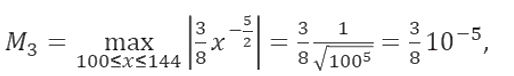 M₃ = max_{100≤x≤144} |3/8 x^{-5/2}| = 3/8 1/√(100⁵) = 3/8 10⁻⁵,